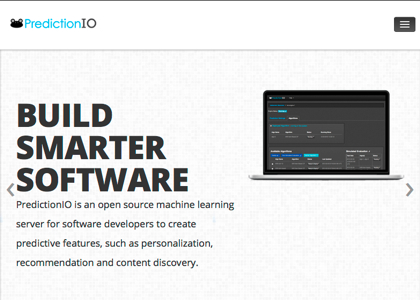 PredictionIO
BUILD
SMARTER
SOFTWARE
PredictionIO is an open source machine learning
server for software developers to create
predictive features, such as personalization,
recommendation and content discovery.